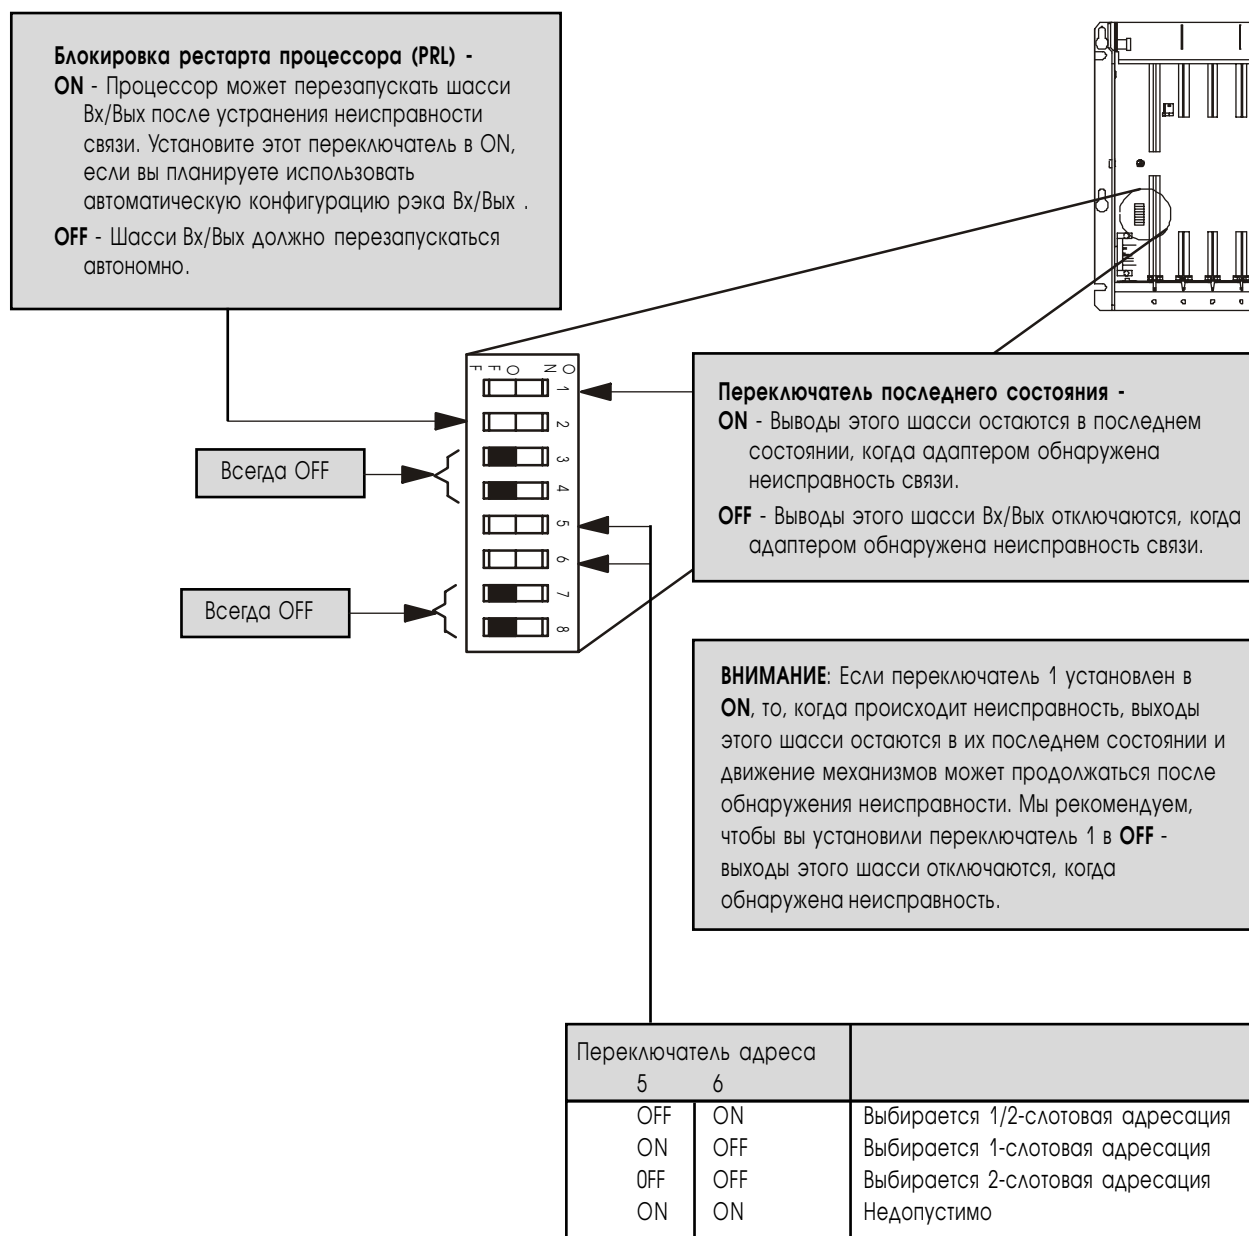 Блокировка рестарта процессора (PRL) -
ON - Процессор может перезапускать шасси
Вх/Вых после устранения неисправности
связи. Установите этот переключатель в ON,
если вы планируете использовать
автоматическую конфигурацию рэка Вх/Вых .
OFF - Шасси Вх/Вых должно перезапускаться
автономно.
OFF ON
1
2
3
4
5
6
7
8
Всегда OFF
Всегда OFF
Переключатель последнего состояния -
ON - Выводы этого шасси остаются в последнем
состоянии, когда адаптером обнаружена
неисправность связи.
OFF - Выводы этого шасси Вх/Вых отключаются, когда
адаптером обнаружена неисправность связи.
ВНИМАНИЕ: Если переключатель 1 установлен в
ON, то, когда происходит неисправность, выходы
этого шасси остаются в их последнем состоянии и
движение механизмов может продолжаться после
обнаружения неисправности. Мы рекомендуем,
чтобы вы установили переключатель 1 в OFF -
выходы этого шасси отключаются, когда
обнаружена неисправность.
Переключатель адреса
5 6
OFF ON Выбирается 1/2-слотовая адресация
ON OFF Выбирается 1-слотовая адресация
0FF OFF Выбирается 2-слотовая адресация
ON ON Недопустимо